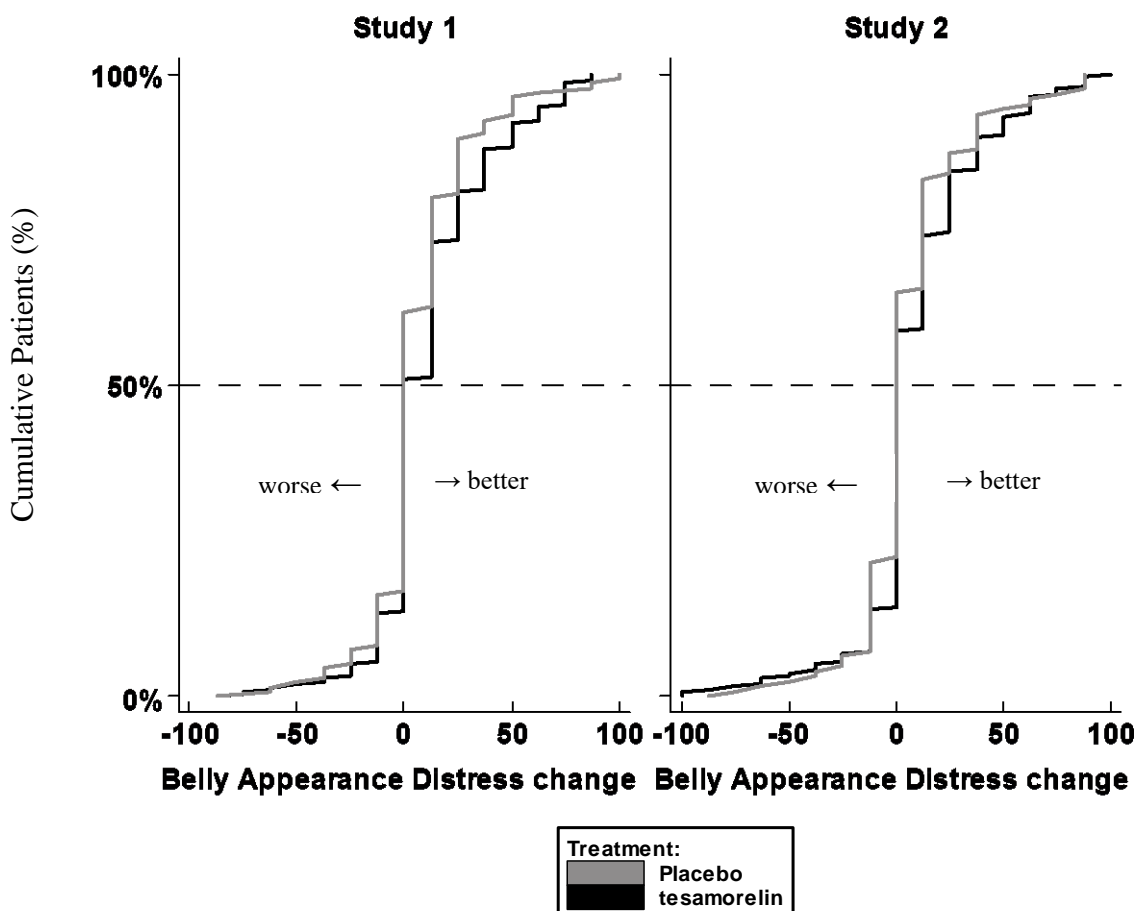 Study 1
Study 2
Cumulative Patients (%)
100%
50%
0%
worse ← → better
worse ← → better
-100 -50 0 50 100
-100 -50 0 50 100
Belly Appearance DIstress change
Belly Appearance DIstress change
Treatment:
Placebo
tesamorelin